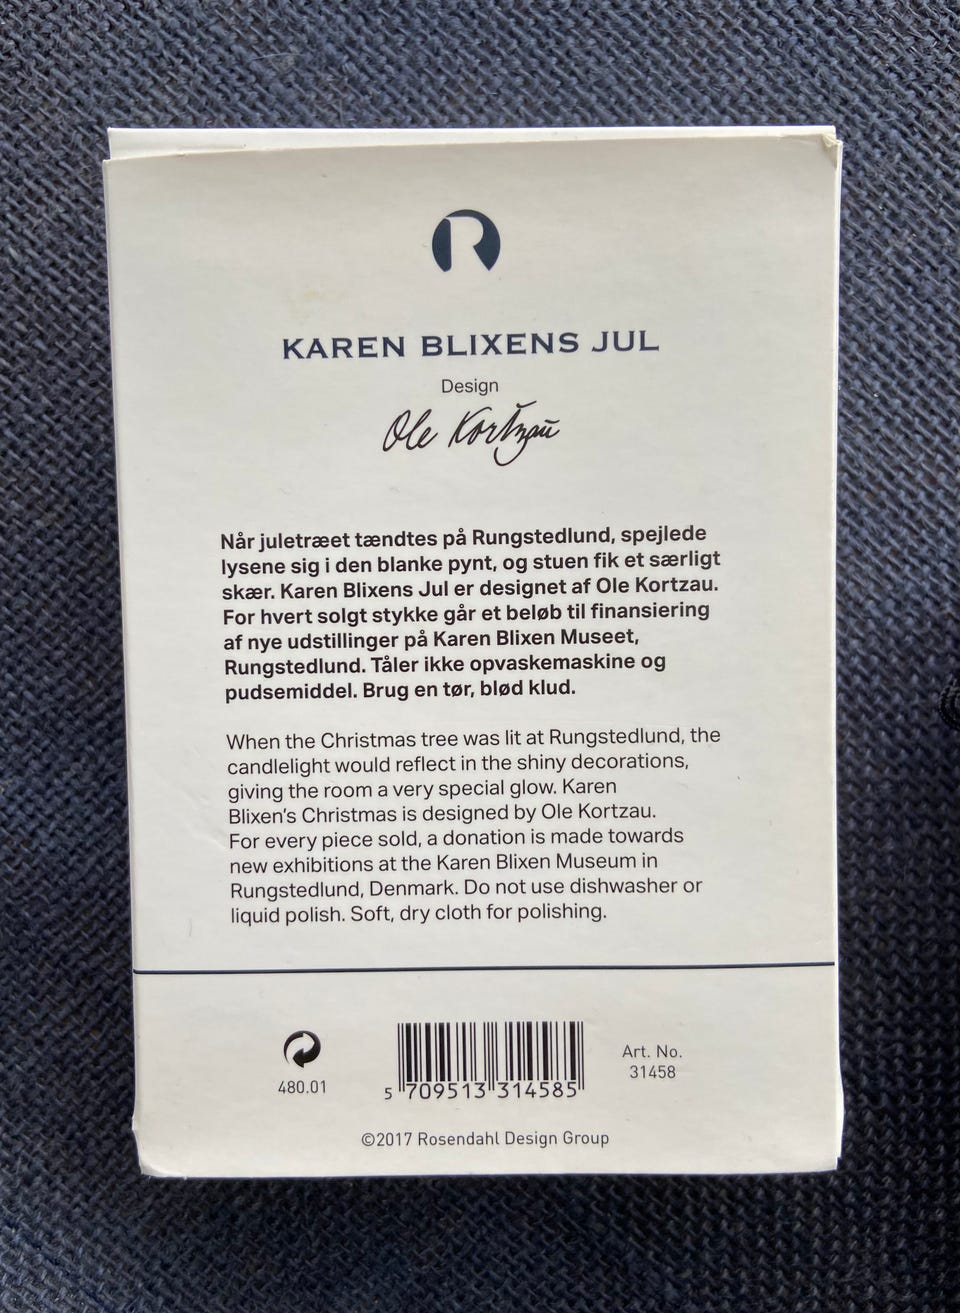 R
KAREN BLIXENS JUL
Design
Ole Kortzau
Når juletræet tændtes på Rungstedlund, spejlede
lysene sig i den blanke pynt, og stuen fik et særligt
skær. Karen Blixens Jul er designet af Ole Kortzau.
For hvert solgt stykke går et beløb til finansiering
af nye udstillinger på Karen Blixen Museet,
Rungstedlund. Tåler ikke opvaskemaskine og
pudsemiddel. Brug en tør, blød klud.
When the Christmas tree was lit at Rungstedlund, the
candlelight would reflect in the shiny decorations,
giving the room a very special glow. Karen
Blixen's Christmas is designed by Ole Kortzau.
For every piece sold, a donation is made towards
new exhibitions at the Karen Blixen Museum in
Rungstedlund, Denmark. Do not use dishwasher or
liquid polish. Soft, dry cloth for polishing.
480.01
5 709513 314585
Art. No.
31458
©2017 Rosendahl Design Group